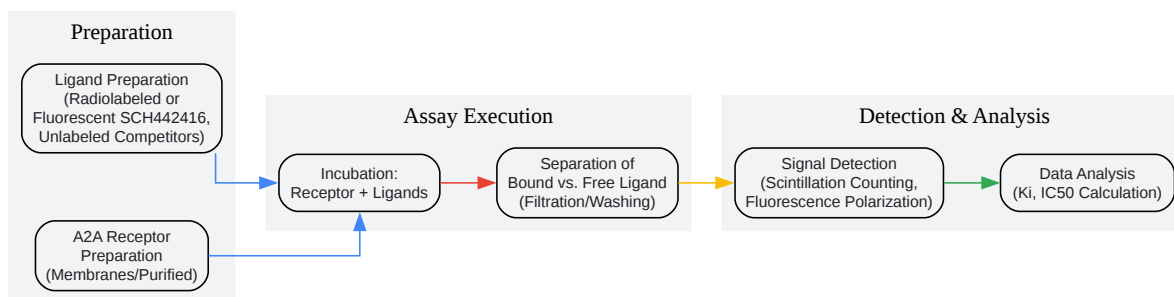 Preparation
Ligand Preparation
(Radiolabeled or
Fluorescent SCH442416,
Unlabeled Competitors)
A2A Receptor
Preparation
(Membranes/Purified)
Assay Execution
Incubation:
Receptor + Ligands
Separation of
Bound vs. Free Ligand
(Filtration/Washing)
Detection & Analysis
Signal Detection
(Scintillation Counting,
Fluorescence Polarization)
Data Analysis
(Ki, IC50 Calculation)